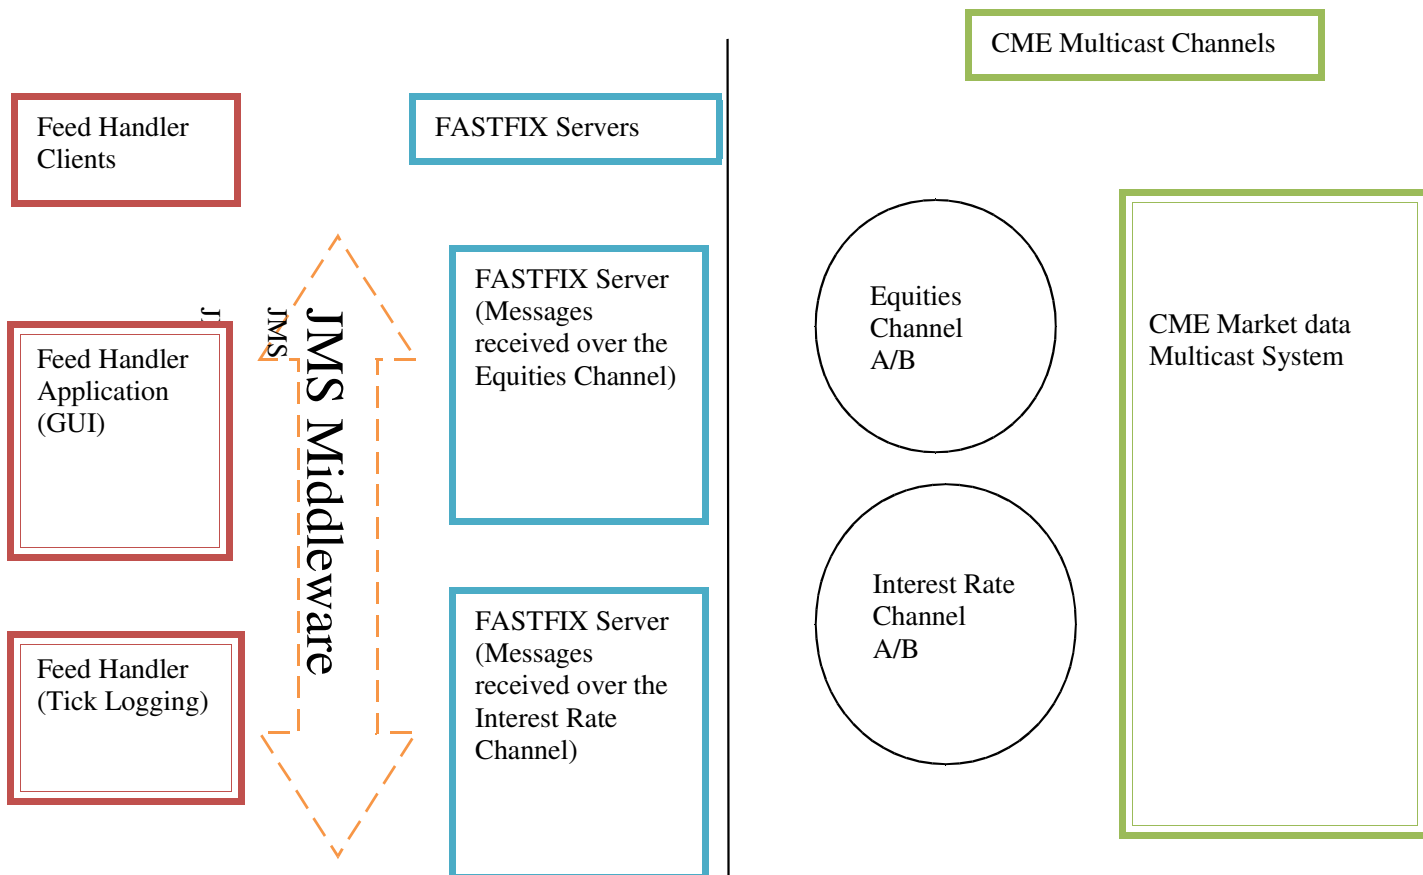 CME Multicast Channels
Feed Handler
Clients
FASTFIX Servers
JMS
JMS Middleware
Feed Handler
Application
(GUI)
FASTFIX Server
(Messages
received over the
Equities Channel)
Equities
Channel
A/B
CME Market data
Multicast System
Feed Handler
(Tick Logging)
FASTFIX Server
(Messages
received over the
Interest Rate
Channel)
Interest Rate
Channel
A/B